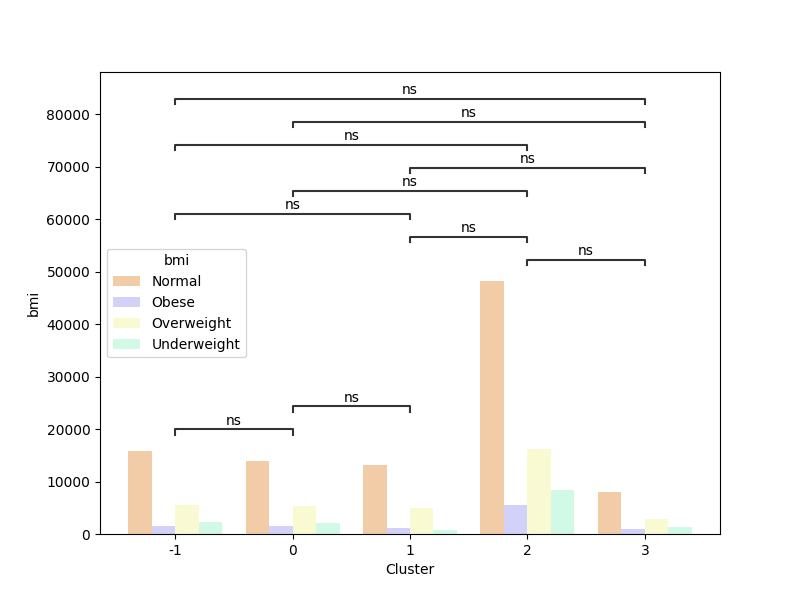 ns
ns
ns
ns
ns
ns
ns
ns
ns
ns
80000
70000
60000
50000
40000
30000
20000
10000
0
bmi
bmi
Normal
Obese
Overweight
Underweight
-1 0 1 2 3
Cluster